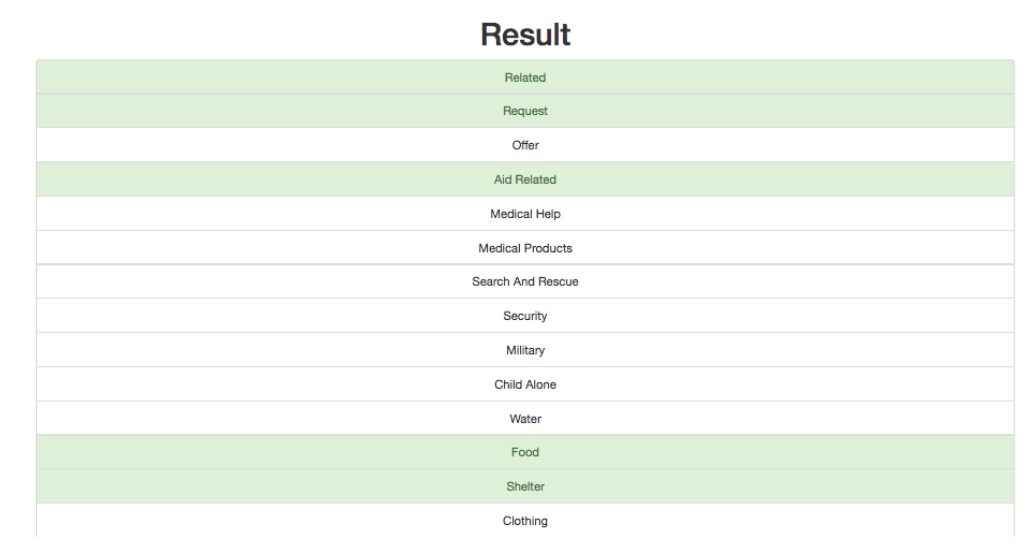 Result
Related
Request
Offer
Aid Related
Medical Help
Medical Products
Search And Rescue
Security
Military
Child Alone
Water
Food
Shelter
Clothing